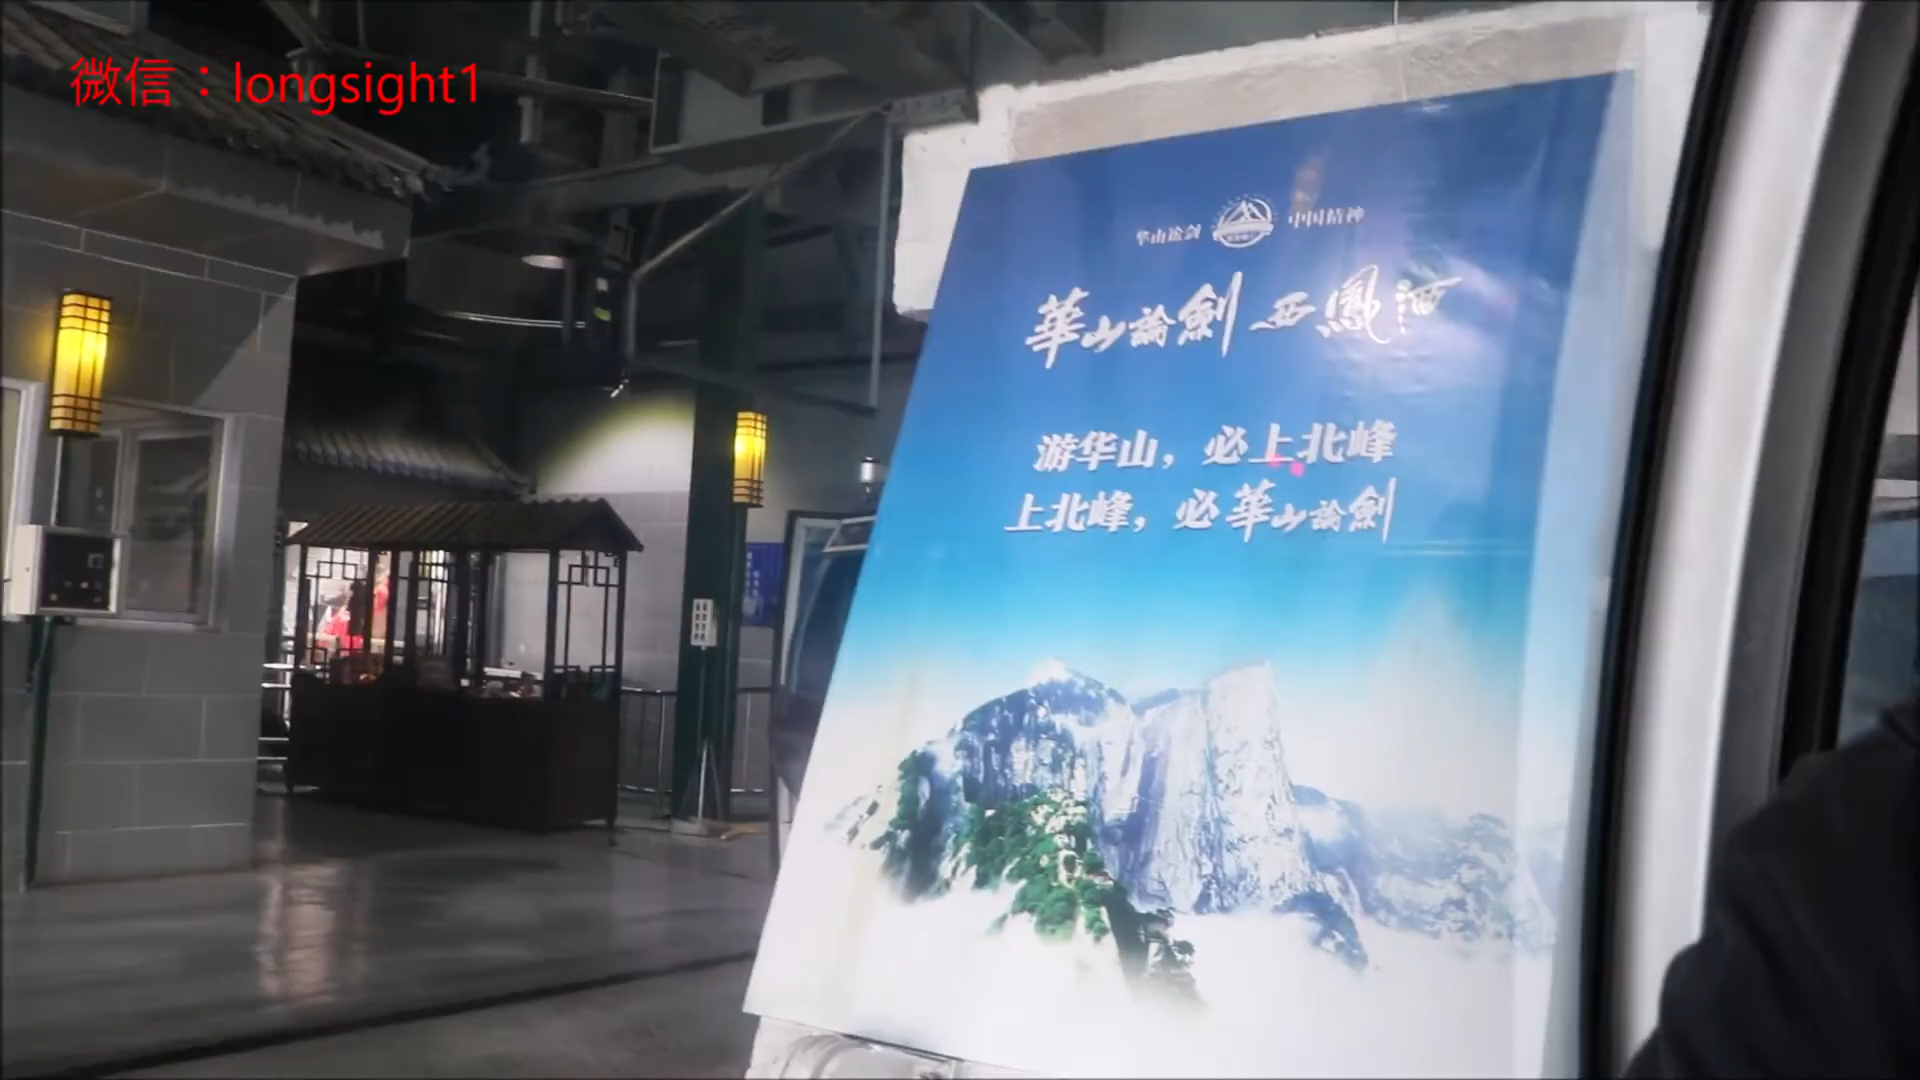 微信：longsight1
华山论剑 中国精神
華山論劍 西鳳酒
游华山，必上北峰
上北峰，必華山論劍